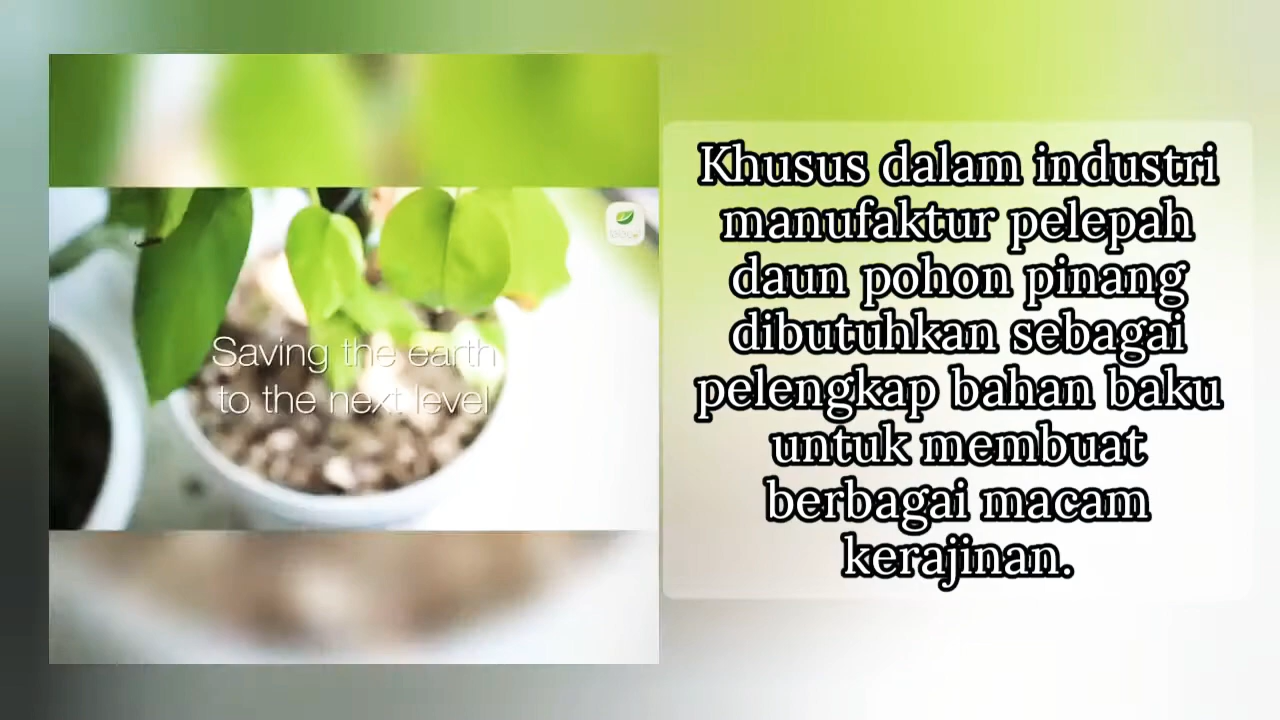 Saving the earth
to the next level
Khusus dalam industri
manufaktur pelepah
daun pohon pinang
dibutuhkan sebagai
pelengkap bahan baku
untuk membuat
berbagai macam
kerajinan.